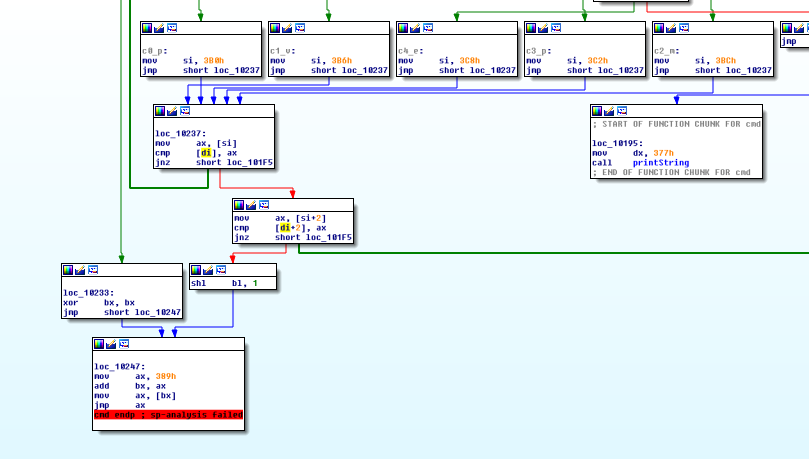 c0_p:
mov si, 380h
jmp short loc_10237
c1_v:
mov si, 386h
jmp short loc_10237
c4_e:
mov si, 3C8h
jmp short loc_10237
c3_p:
mov si, 3C2h
jmp short loc_10237
c2_m:
mov si, 38Ch
jmp short loc_10237
jmp
loc_10237:
mov ax, [si]
cmp [di], ax
jnz short loc_101F5
; START OF FUNCTION CHUNK FOR cmd
loc_10195:
mov dx, 377h
call printString
; END OF FUNCTION CHUNK FOR cmd
mov ax, [si+2]
cmp [di+2], ax
jnz short loc_101F5
loc_10233:
xor bx, bx
jmp short loc_10247
shl bl, 1
loc_10247:
mov ax, 389h
add bx, ax
mov ax, [bx]
jmp ax
cmd endp ; sp-analysis failed